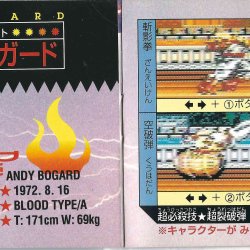 ARD
ト
ガード
ANDY BOGARD
★ 1972. 8. 16
★ BLOOD TYPE/A
★ T: 171cm W: 69kg
斬影拳
ざんえいけん
⬅ ➡ + ①ボタ
空破弾
くうはだん
⬅ ➡ + ②ボタ
超必殺技★超裂破弾
※キャラクターが み